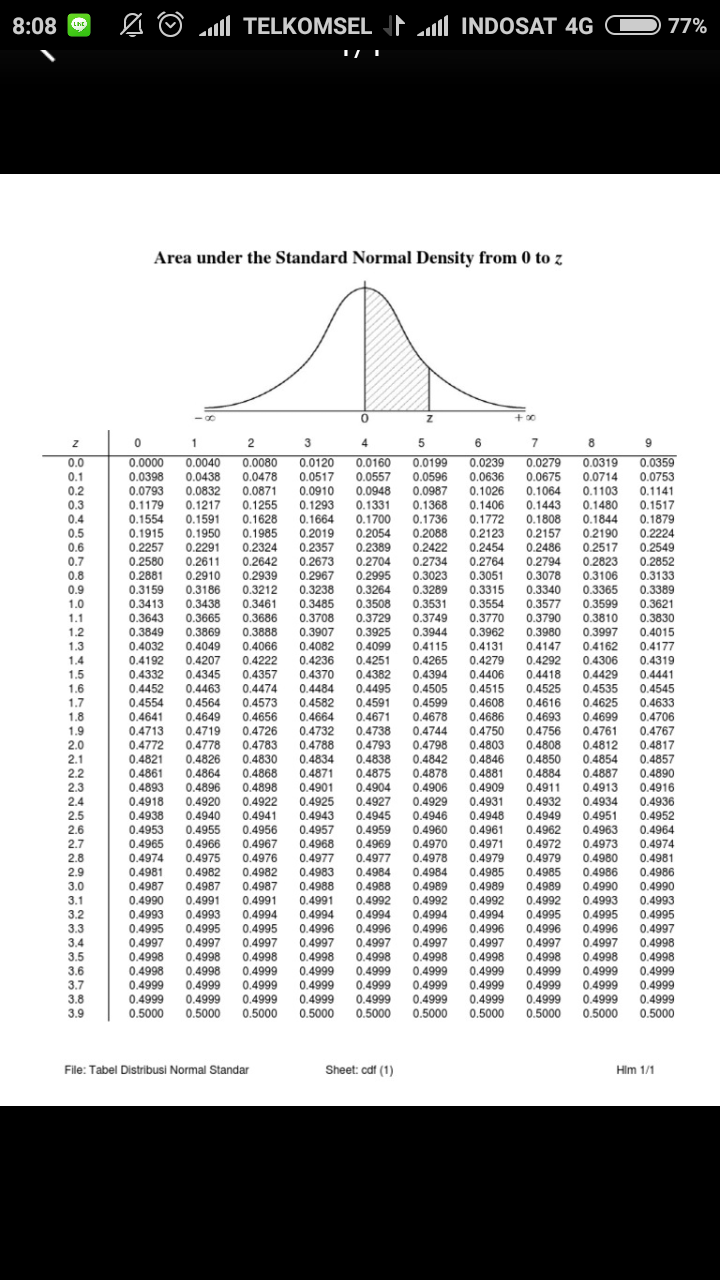 8:08 LINE TELKOMSEL INDOSAT 4G 77%
Area under the Standard Normal Density from 0 to z
−∞ 0 z +∞
z 0 1 2 3 4 5 6 7 8 9
0.0 0.0000 0.0040 0.0080 0.0120 0.0160 0.0199 0.0239 0.0279 0.0319 0.0359
0.1 0.0398 0.0438 0.0478 0.0517 0.0557 0.0596 0.0636 0.0675 0.0714 0.0753
0.2 0.0793 0.0832 0.0871 0.0910 0.0948 0.0987 0.1026 0.1064 0.1103 0.1141
0.3 0.1179 0.1217 0.1255 0.1293 0.1331 0.1368 0.1406 0.1443 0.1480 0.1517
0.4 0.1554 0.1591 0.1628 0.1664 0.1700 0.1736 0.1772 0.1808 0.1844 0.1879
0.5 0.1915 0.1950 0.1985 0.2019 0.2054 0.2088 0.2123 0.2157 0.2190 0.2224
0.6 0.2257 0.2291 0.2324 0.2357 0.2389 0.2422 0.2454 0.2486 0.2517 0.2549
0.7 0.2580 0.2611 0.2642 0.2673 0.2704 0.2734 0.2764 0.2794 0.2823 0.2852
0.8 0.2881 0.2910 0.2939 0.2967 0.2995 0.3023 0.3051 0.3078 0.3106 0.3133
0.9 0.3159 0.3186 0.3212 0.3238 0.3264 0.3289 0.3315 0.3340 0.3365 0.3389
1.0 0.3413 0.3438 0.3461 0.3485 0.3508 0.3531 0.3554 0.3577 0.3599 0.3621
1.1 0.3643 0.3665 0.3686 0.3708 0.3729 0.3749 0.3770 0.3790 0.3810 0.3830
1.2 0.3849 0.3869 0.3888 0.3907 0.3925 0.3944 0.3962 0.3980 0.3997 0.4015
1.3 0.4032 0.4049 0.4066 0.4082 0.4099 0.4115 0.4131 0.4147 0.4162 0.4177
1.4 0.4192 0.4207 0.4222 0.4236 0.4251 0.4265 0.4279 0.4292 0.4306 0.4319
1.5 0.4332 0.4345 0.4357 0.4370 0.4382 0.4394 0.4406 0.4418 0.4429 0.4441
1.6 0.4452 0.4463 0.4474 0.4484 0.4495 0.4505 0.4515 0.4525 0.4535 0.4545
1.7 0.4554 0.4564 0.4573 0.4582 0.4591 0.4599 0.4608 0.4616 0.4625 0.4633
1.8 0.4641 0.4649 0.4656 0.4664 0.4671 0.4678 0.4686 0.4693 0.4699 0.4706
1.9 0.4713 0.4719 0.4726 0.4732 0.4738 0.4744 0.4750 0.4756 0.4761 0.4767
2.0 0.4772 0.4778 0.4783 0.4788 0.4793 0.4798 0.4803 0.4808 0.4812 0.4817
2.1 0.4821 0.4826 0.4830 0.4834 0.4838 0.4842 0.4846 0.4850 0.4854 0.4857
2.2 0.4861 0.4864 0.4868 0.4871 0.4875 0.4878 0.4881 0.4884 0.4887 0.4890
2.3 0.4893 0.4896 0.4898 0.4901 0.4904 0.4906 0.4909 0.4911 0.4913 0.4916
2.4 0.4918 0.4920 0.4922 0.4925 0.4927 0.4929 0.4931 0.4932 0.4934 0.4936
2.5 0.4938 0.4940 0.4941 0.4943 0.4945 0.4946 0.4948 0.4949 0.4951 0.4952
2.6 0.4953 0.4955 0.4956 0.4957 0.4959 0.4960 0.4961 0.4962 0.4963 0.4964
2.7 0.4965 0.4966 0.4967 0.4968 0.4969 0.4970 0.4971 0.4972 0.4973 0.4974
2.8 0.4974 0.4975 0.4976 0.4977 0.4977 0.4978 0.4979 0.4979 0.4980 0.4981
2.9 0.4981 0.4982 0.4982 0.4983 0.4984 0.4984 0.4985 0.4985 0.4986 0.4986
3.0 0.4987 0.4987 0.4987 0.4988 0.4988 0.4989 0.4989 0.4989 0.4990 0.4990
3.1 0.4990 0.4991 0.4991 0.4991 0.4992 0.4992 0.4992 0.4992 0.4993 0.4993
3.2 0.4993 0.4993 0.4994 0.4994 0.4994 0.4994 0.4994 0.4995 0.4995 0.4995
3.3 0.4995 0.4995 0.4995 0.4996 0.4996 0.4996 0.4996 0.4996 0.4996 0.4997
3.4 0.4997 0.4997 0.4997 0.4997 0.4997 0.4997 0.4997 0.4997 0.4997 0.4998
3.5 0.4998 0.4998 0.4998 0.4998 0.4998 0.4998 0.4998 0.4998 0.4998 0.4998
3.6 0.4998 0.4998 0.4999 0.4999 0.4999 0.4999 0.4999 0.4999 0.4999 0.4999
3.7 0.4999 0.4999 0.4999 0.4999 0.4999 0.4999 0.4999 0.4999 0.4999 0.4999
3.8 0.4999 0.4999 0.4999 0.4999 0.4999 0.4999 0.4999 0.4999 0.4999 0.4999
3.9 0.5000 0.5000 0.5000 0.5000 0.5000 0.5000 0.5000 0.5000 0.5000 0.5000
File: Tabel Distribusi Normal Standar Sheet: cdf (1) Hlm 1/1